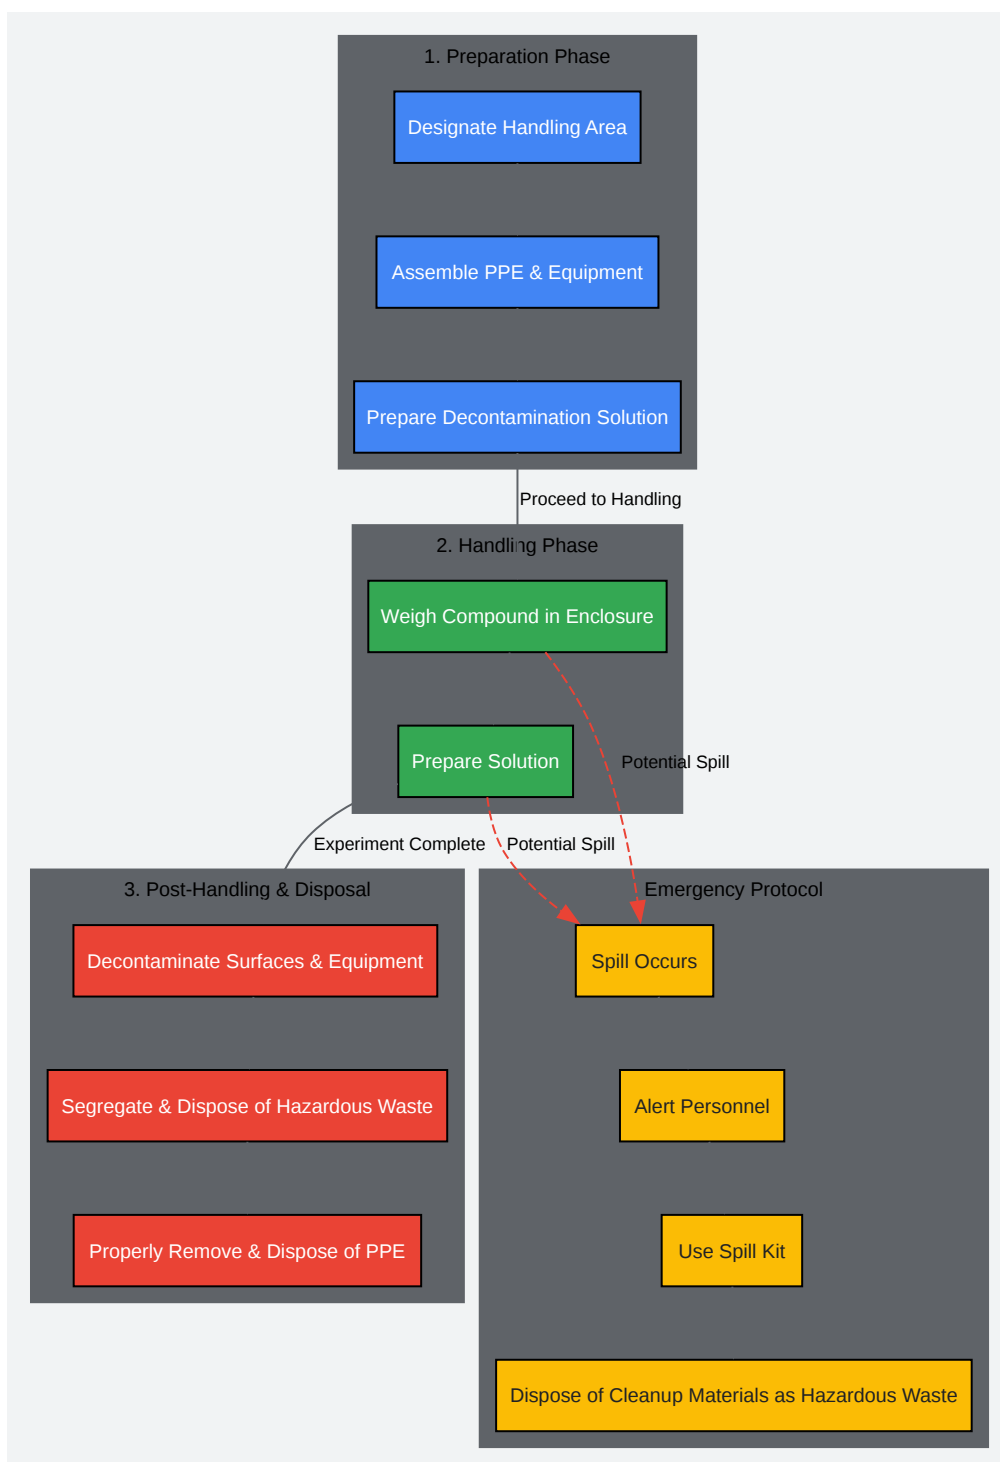 1. Preparation Phase
Designate Handling Area
Assemble PPE & Equipment
Prepare Decontamination Solution
Proceed to Handling
2. Handling Phase
Weigh Compound in Enclosure
Prepare Solution
Potential Spill
Experiment Complete
Potential Spill
3. Post-Handling & Disposal
Decontaminate Surfaces & Equipment
Segregate & Dispose of Hazardous Waste
Properly Remove & Dispose of PPE
Emergency Protocol
Spill Occurs
Alert Personnel
Use Spill Kit
Dispose of Cleanup Materials as Hazardous Waste